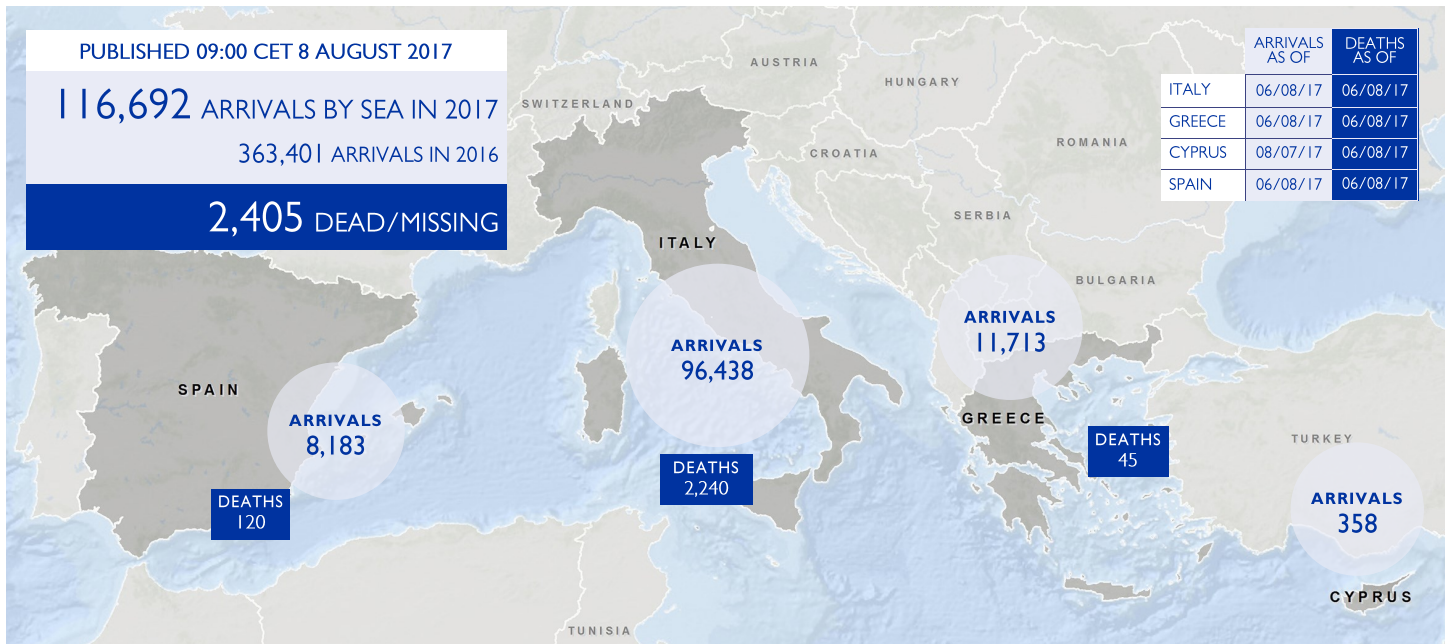 PUBLISHED 09:00 CET 8 AUGUST 2017
116,692 ARRIVALS BY SEA IN 2017
363,401 ARRIVALS IN 2016
2,405 DEAD/MISSING
ARRIVALS AS OF
DEATHS AS OF
ITALY 06/08/17 06/08/17
GREECE 06/08/17 06/08/17
CYPRUS 08/07/17 06/08/17
SPAIN 06/08/17 06/08/17
AUSTRIA
HUNGARY
SWITZERLAND
CROATIA
ROMANIA
SERBIA
ITALY
BULGARIA
ARRIVALS
11,713
ARRIVALS
96,438
SPAIN
ARRIVALS
8,183
GREECE
DEATHS
45
TURKEY
DEATHS
2,240
DEATHS
120
ARRIVALS
358
CYPRUS
TUNISIA